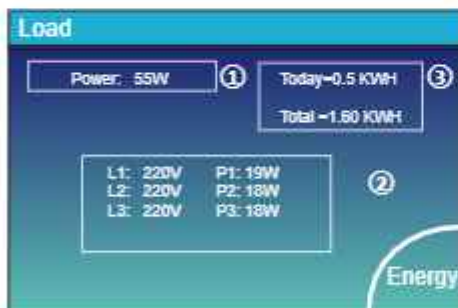 Load
Power: 55W ①
Today=0.5 KWH ③
Total =1.60 KWH
L1: 220V P1: 19W
L2: 220V P2: 18W ②
L3: 220V P3: 18W
Energy